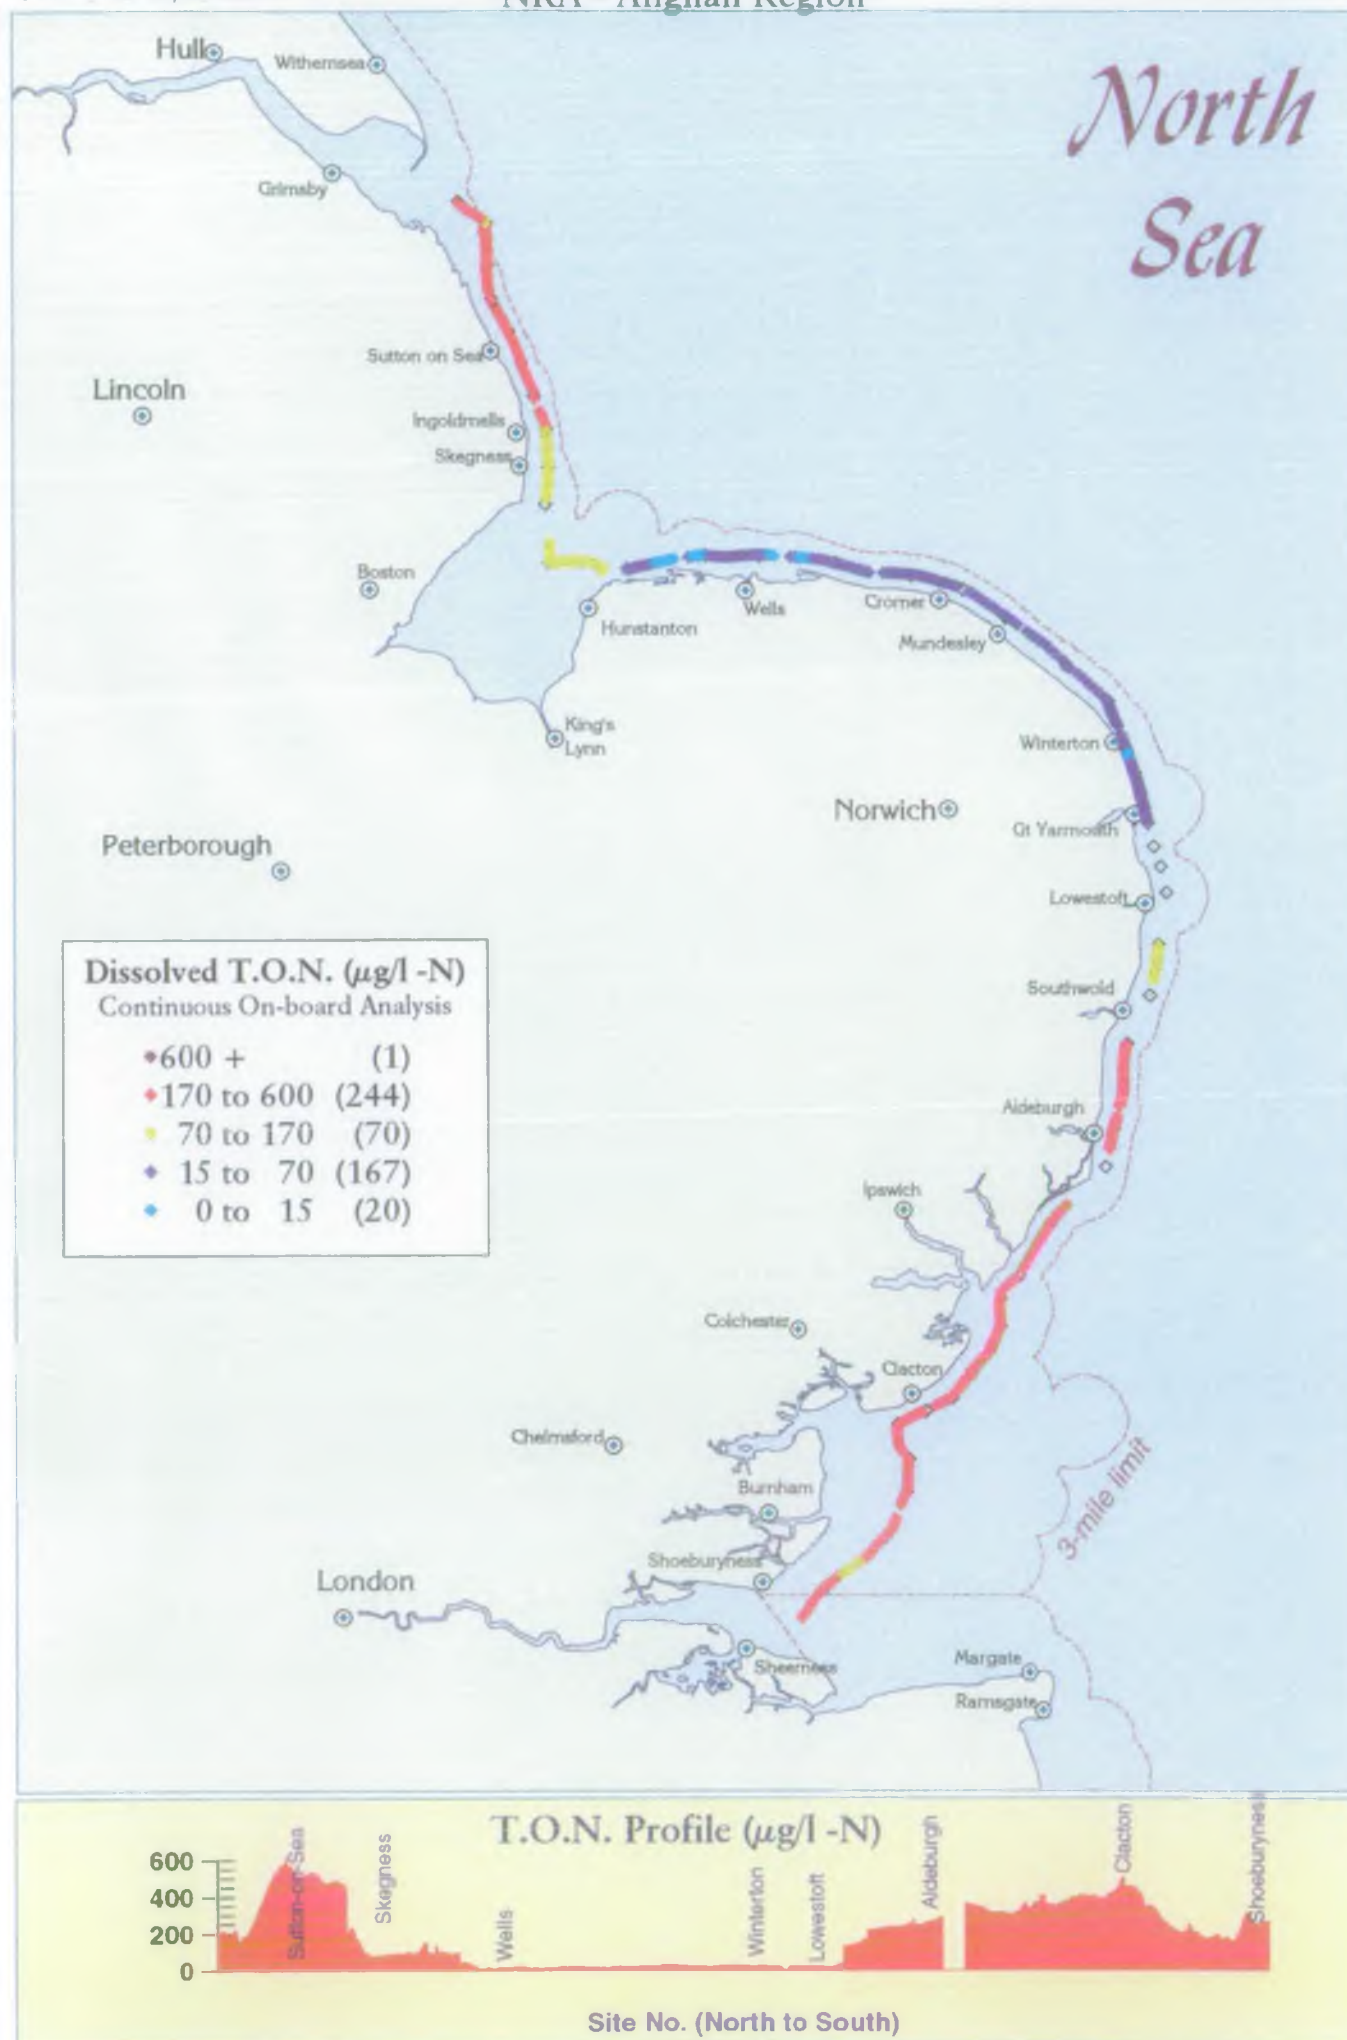 NRA - Anglian Region
North
Sea
Hull
Withernsea
Grimsby
Sutton on Sea
Lincoln
Ingoldmells
Skegness
Boston
Hunstanton
Wells
Cromer
Mundesley
King's
Lynn
Winterton
Norwich
Gt Yarmouth
Peterborough
Lowestoft
Southwold
Aldeburgh
Ipswich
Colchester
Clacton
Chelmsford
Burnham
Shoeburyness
London
Sheerness
Margate
Ramsgate
3-mile limit
Dissolved T.O.N. (µg/l -N)
Continuous On-board Analysis
600 + (1)
170 to 600 (244)
70 to 170 (70)
15 to 70 (167)
0 to 15 (20)
T.O.N. Profile (µg/l -N)
600
400
200
0
Sutton-on-Sea
Skegness
Wells
Winterton
Lowestoft
Aldeburgh
Clacton
Shoeburyness
Site No. (North to South)